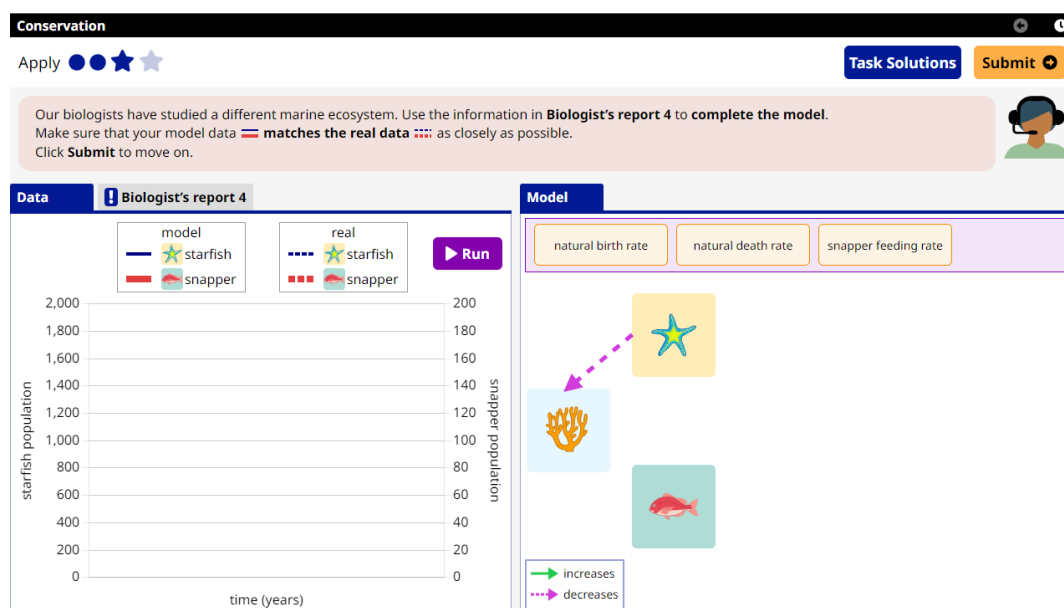 Conservation
Apply
Task Solutions
Submit
Our biologists have studied a different marine ecosystem. Use the information in Biologist's report 4 to complete the model.
Make sure that your model data matches the real data as closely as possible.
Click Submit to move on.
Data
! Biologist's report 4
Model
model
starfish
snapper
real
starfish
snapper
Run
natural birth rate
natural death rate
snapper feeding rate
2,000
1,800
1,600
1,400
1,200
1,000
800
600
400
200
0
starfish population
200
180
160
140
120
100
80
60
40
20
0
snapper population
time (years)
increases
decreases